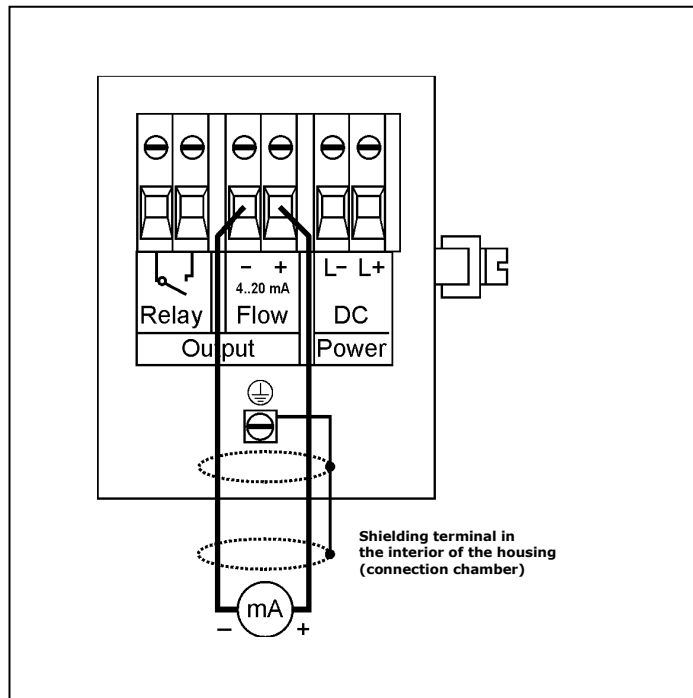 − + L- L+
4..20 mA
Relay Flow DC
Output Power
Shielding terminal in
the interior of the housing
(connection chamber)
mA
− +